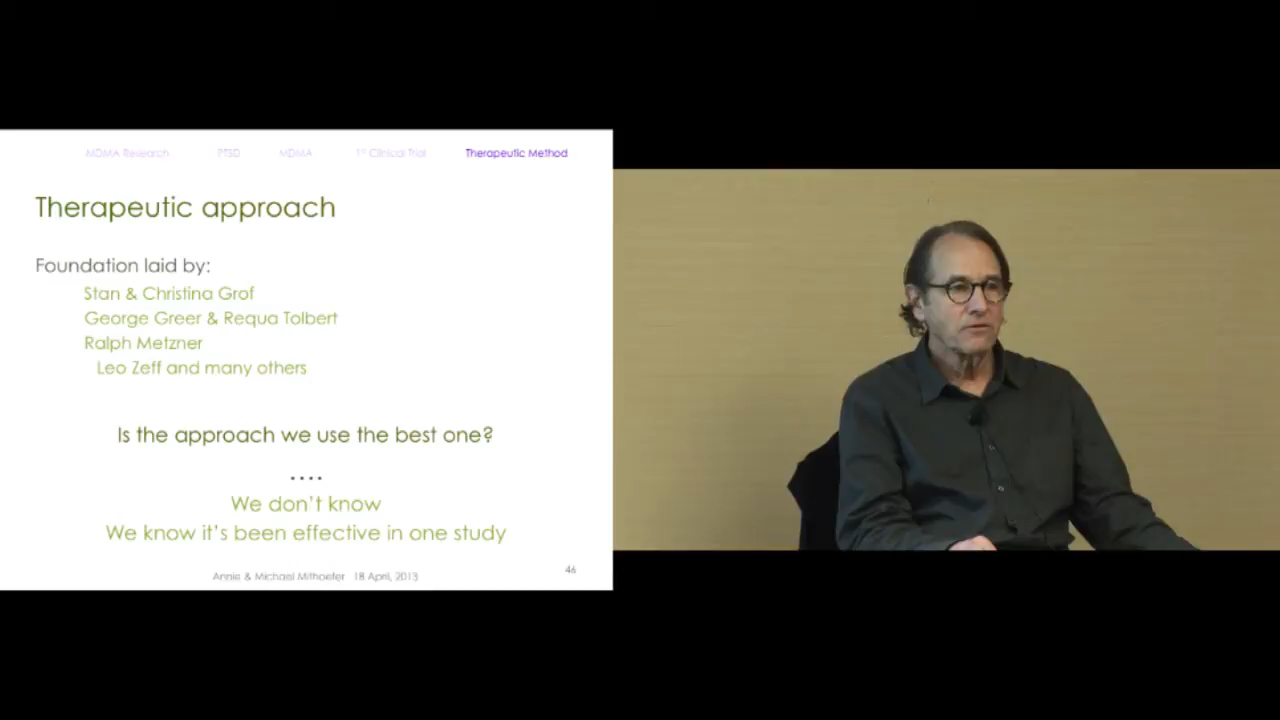 MDMA Research PTSD MDMA 1st Clinical Trial Therapeutic Method
Therapeutic approach
Foundation laid by:
Stan & Christina Grof
George Greer & Requa Tolbert
Ralph Metzner
Leo Zeff and many others
Is the approach we use the best one?
....
We don't know
We know it's been effective in one study
Annie & Michael Mithoefer 18 April, 2013
46